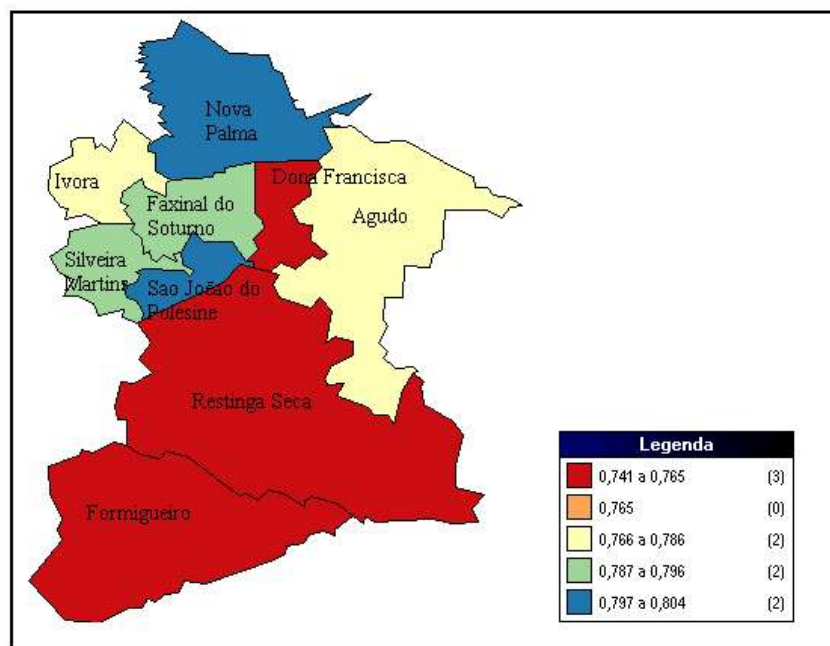 Nova
Palma
Dona Francisca
Ivora
Faxinal do
Soturno
Agudo
Silveira
Martins
Sao Joéao do
Polesine
Restinga Seca
Formigueiro
Legenda
0,741 a 0,765 (3)
0,765 (0)
0,766 a 0,786 (2)
0,787 a 0,796 (2)
0,797 a 0,804 (2)